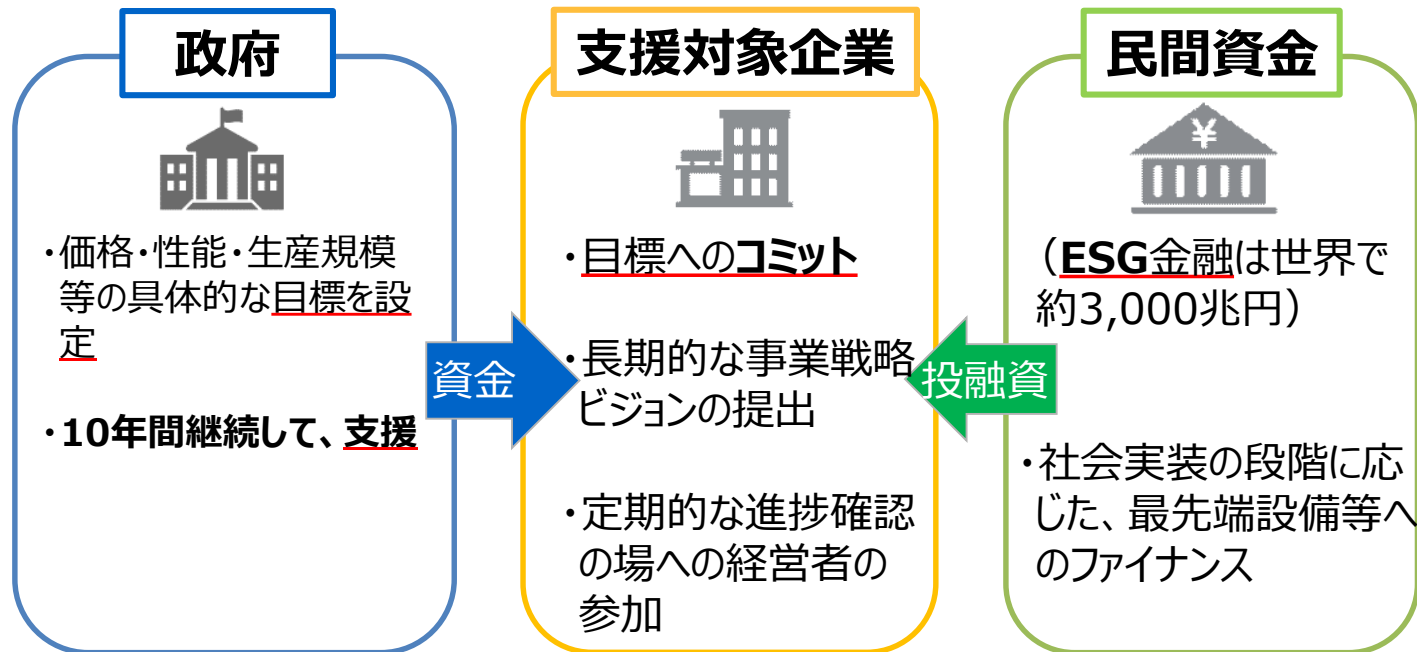 政府
・価格・性能・生産規模
等の具体的な目標を設
定
・10年間継続して、支援
資金
支援対象企業
・目標へのコミット
・長期的な事業戦略
ビジョンの提出
・定期的な進捗確認
の場への経営者の
参加
民間資金
¥
（ESG金融は世界で
約3,000兆円）
投融資
・社会実装の段階に応
じた、最先端設備等へ
のファイナンス